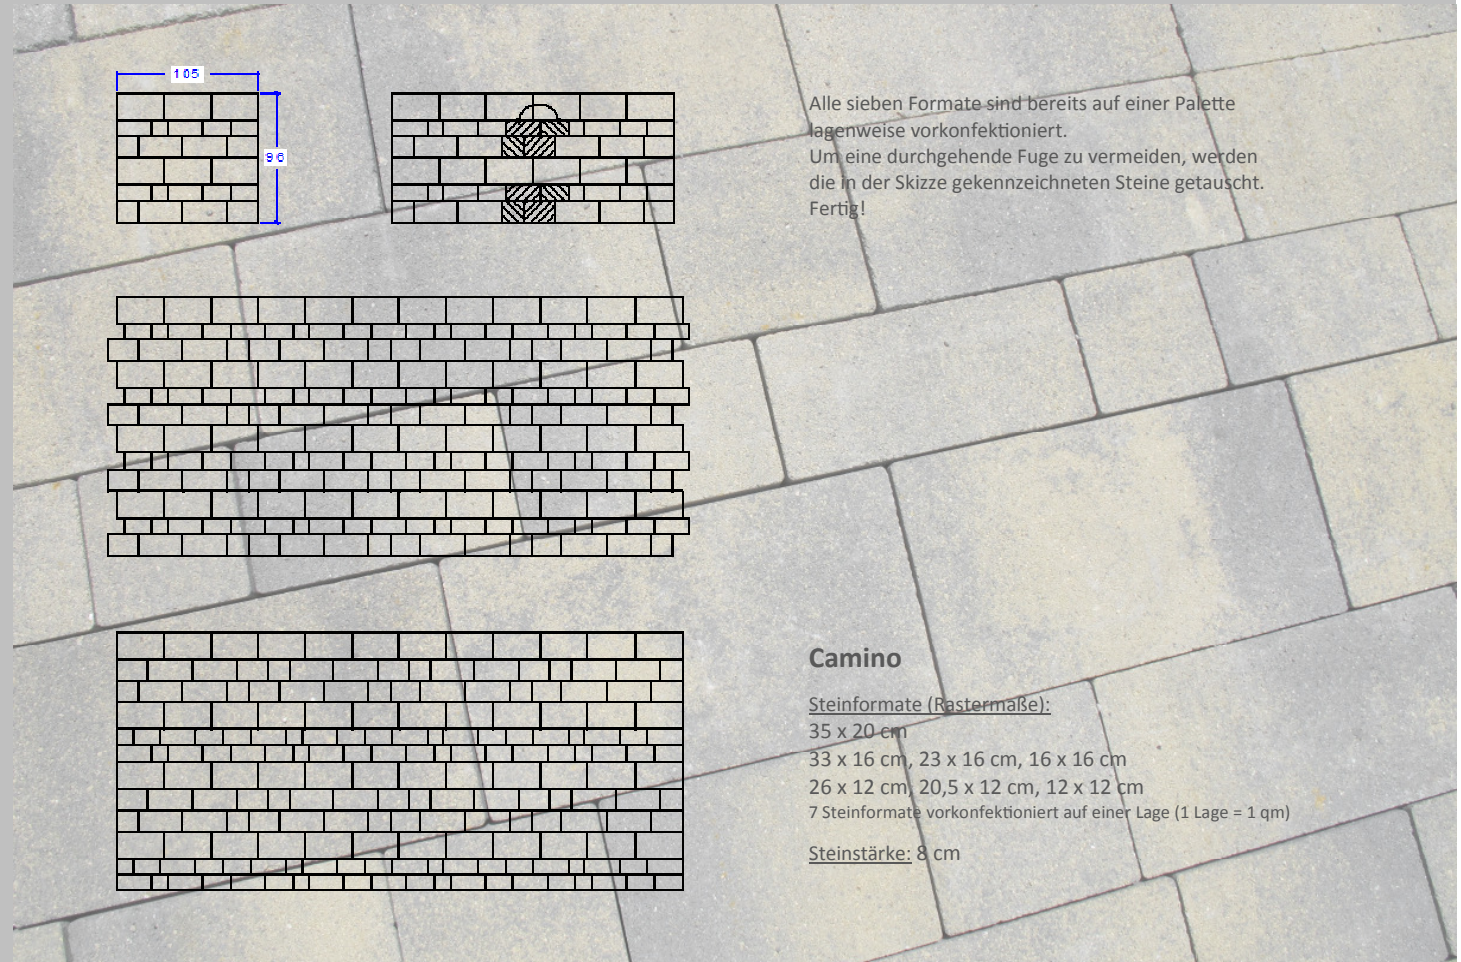 105
96
Alle sieben Formate sind bereits auf einer Palette
lagenweise vorkonfektioniert.
Um eine durchgehende Fuge zu vermeiden, werden
die in der Skizze gekennzeichneten Steine getauscht.
Fertig!
Camino
Steinformate (Rastermaße):
35 x 20 cm
33 x 16 cm, 23 x 16 cm, 16 x 16 cm
26 x 12 cm, 20,5 x 12 cm, 12 x 12 cm
7 Steinformate vorkonfektioniert auf einer Lage (1 Lage = 1 qm)
Steinstärke: 8 cm